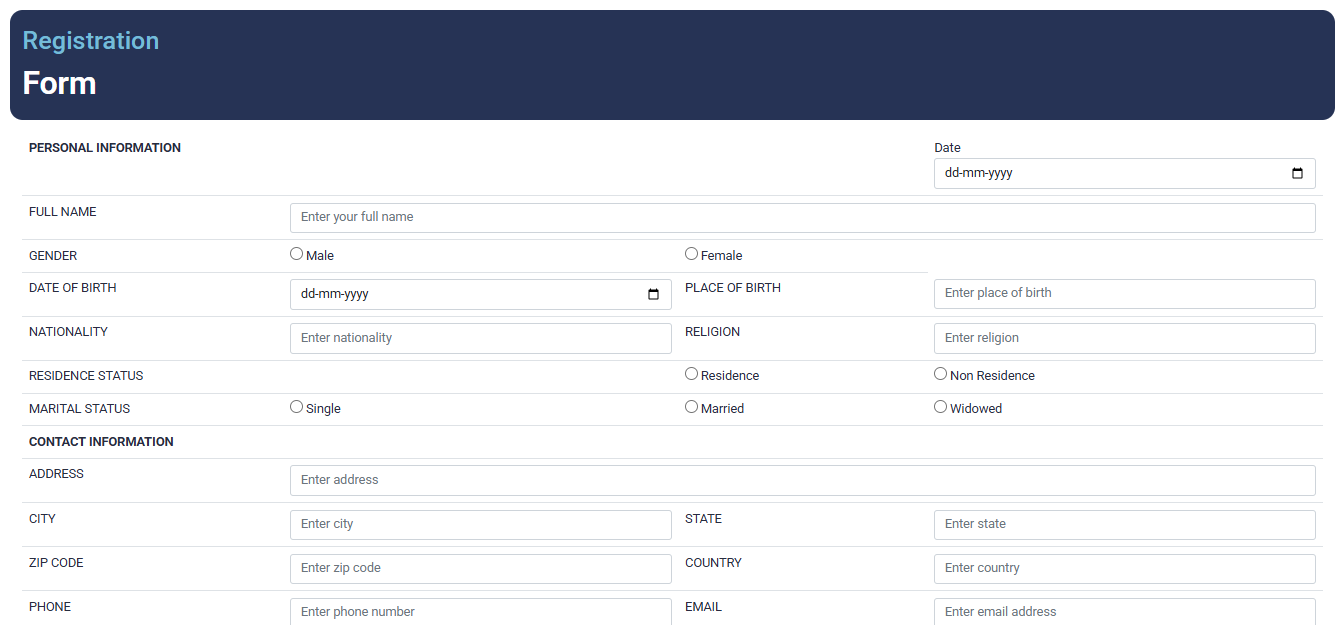 Registration
Form
PERSONAL INFORMATION Date
dd-mm-yyyy
FULL NAME Enter your full name
GENDER Male Female
DATE OF BIRTH dd-mm-yyyy PLACE OF BIRTH Enter place of birth
NATIONALITY Enter nationality RELIGION Enter religion
RESIDENCE STATUS Residence Non Residence
MARITAL STATUS Single Married Widowed
CONTACT INFORMATION
ADDRESS Enter address
CITY Enter city STATE Enter state
ZIP CODE Enter zip code COUNTRY Enter country
PHONE Enter phone number EMAIL Enter email address